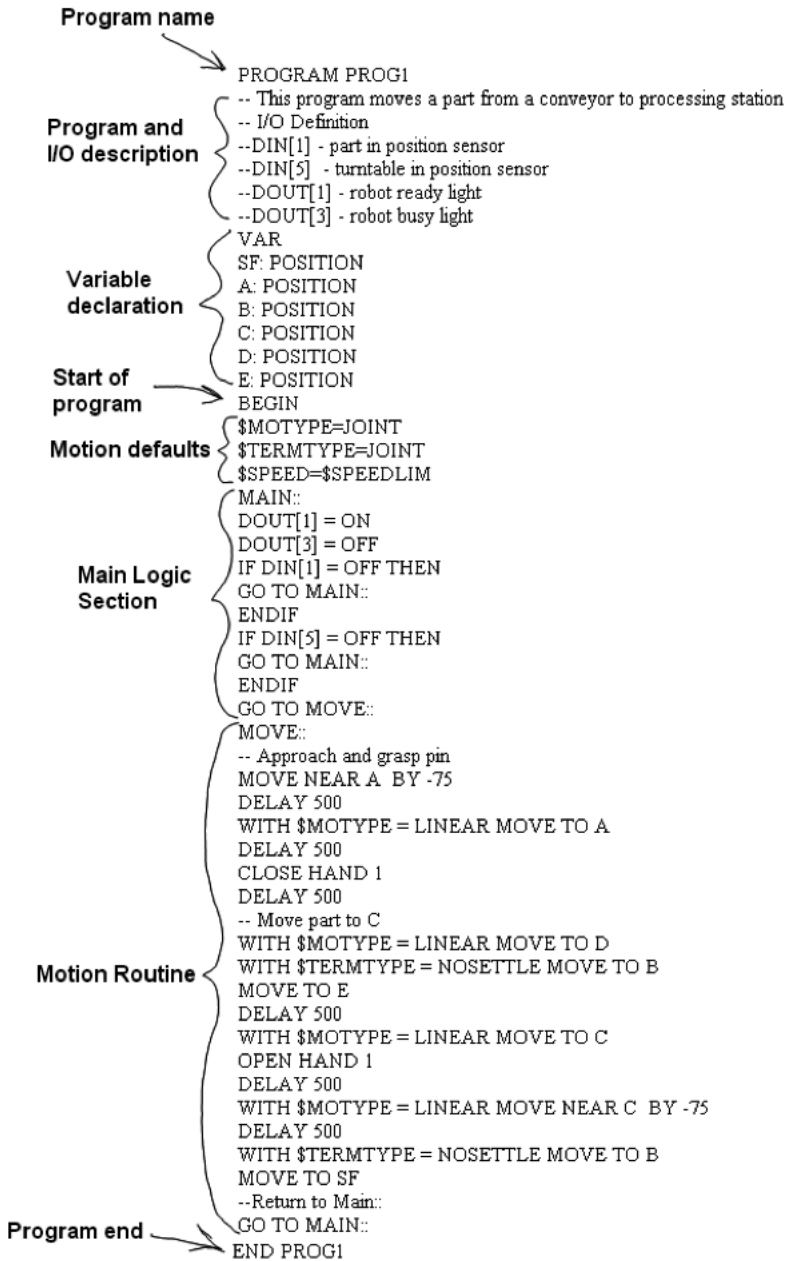 Program name
PROGRAM PROG1
Program and
I/O description
-- This program moves a part from a conveyor to processing station
-- I/O Definition
--DIN[1] - part in position sensor
--DIN[5] - turntable in position sensor
--DOUT[1] - robot ready light
--DOUT[3] - robot busy light
Variable
declaration
VAR
SF: POSITION
A: POSITION
B: POSITION
C: POSITION
D: POSITION
E: POSITION
Start of
program
BEGIN
Motion defaults
$MOTYPE=JOINT
$TERMTYPE=JOINT
$SPEED=$SPEEDLIM
Main Logic
Section
MAIN::
DOUT[1] = ON
DOUT[3] = OFF
IF DIN[1] = OFF THEN
GO TO MAIN::
ENDIF
IF DIN[5] = OFF THEN
GO TO MAIN::
ENDIF
GO TO MOVE::
Motion Routine
MOVE::
-- Approach and grasp pin
MOVE NEAR A BY -75
DELAY 500
WITH $MOTYPE = LINEAR MOVE TO A
DELAY 500
CLOSE HAND 1
DELAY 500
-- Move part to C
WITH $MOTYPE = LINEAR MOVE TO D
WITH $TERMTYPE = NOSETTLE MOVE TO B
MOVE TO E
DELAY 500
WITH $MOTYPE = LINEAR MOVE TO C
OPEN HAND 1
DELAY 500
WITH $MOTYPE = LINEAR MOVE NEAR C BY -75
DELAY 500
WITH $TERMTYPE = NOSETTLE MOVE TO B
MOVE TO SF
--Return to Main::
GO TO MAIN::
Program end
END PROG1